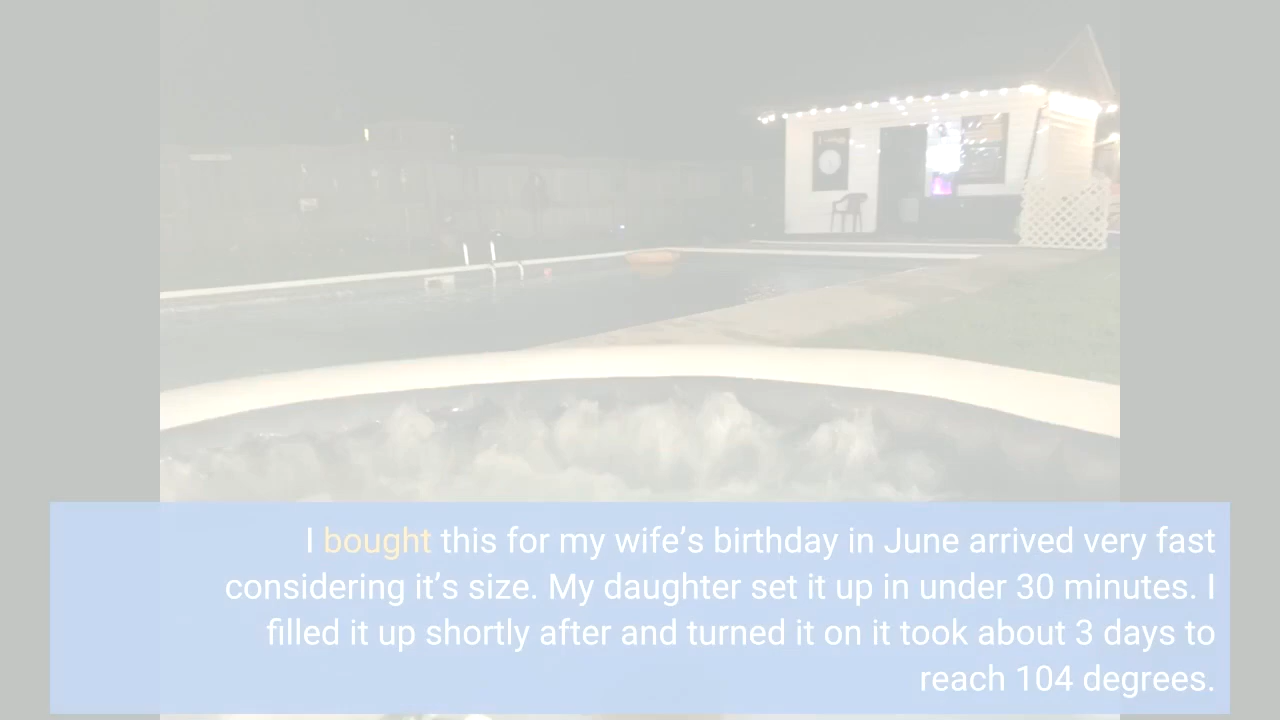 I bought this for my wife’s birthday in June arrived very fast
considering it’s size. My daughter set it up in under 30 minutes. I
filled it up shortly after and turned it on it took about 3 days to
reach 104 degrees.